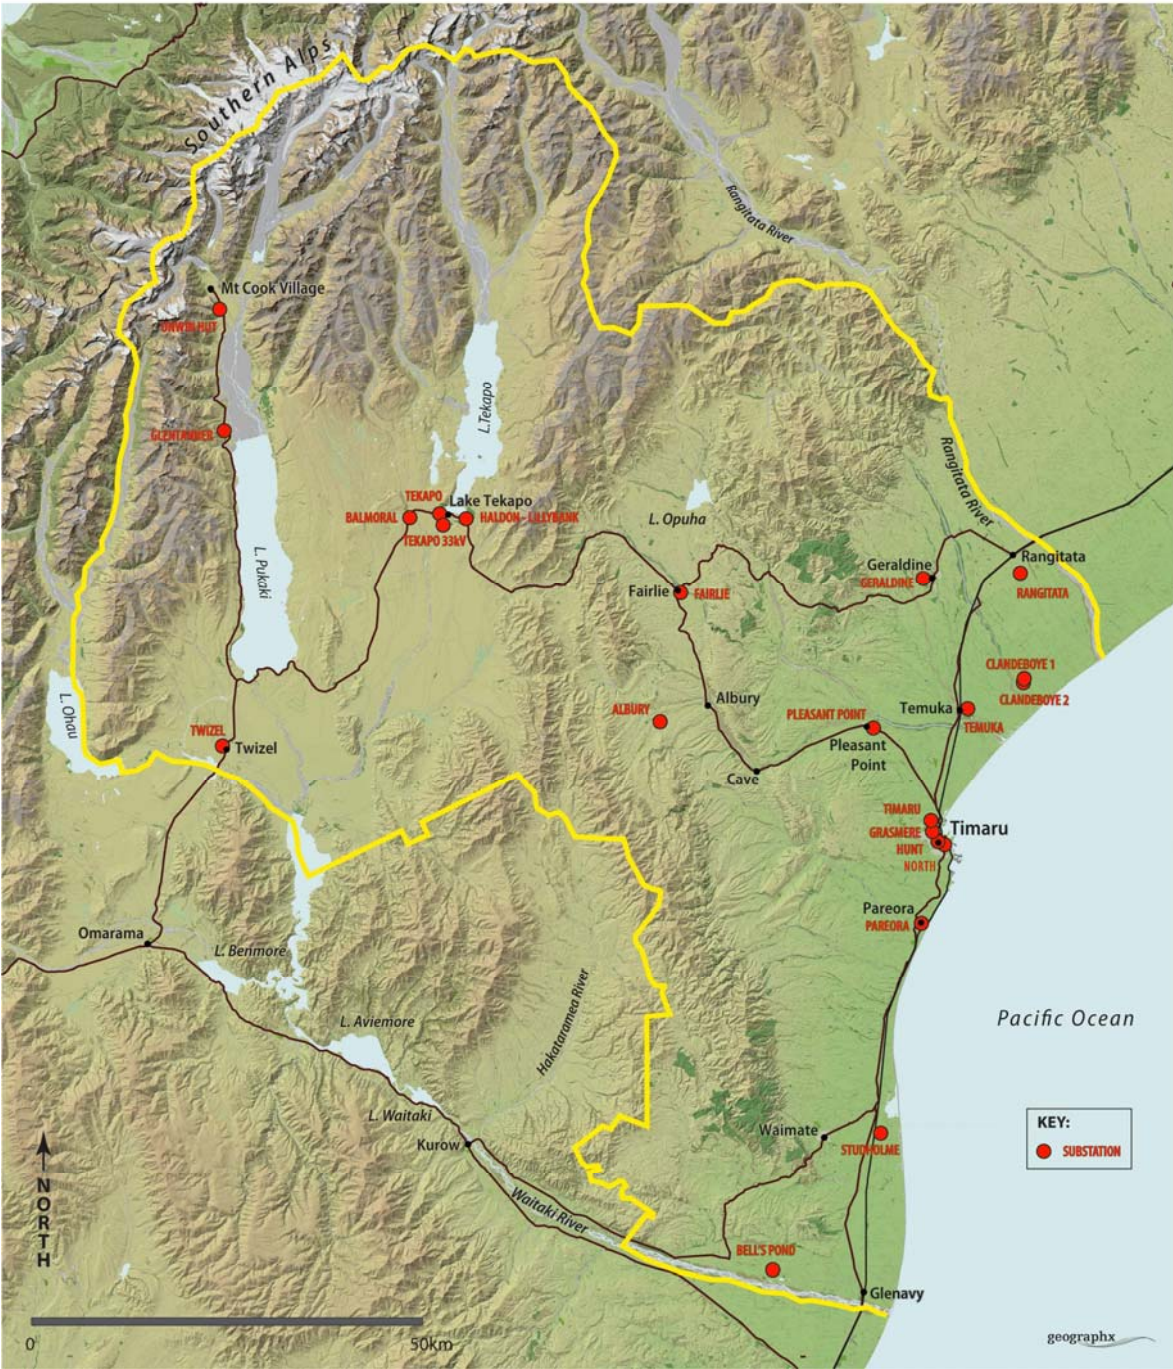 Southern Alps
Rangitata River
Mt Cook Village
UNWIN HUT
GLENTANNER
L. Tekapo
Rangitata River
TEKAPO
Lake Tekapo
BALMORAL
HALDON - LILLYBANK
TEKAPO 33kV
L. Opuha
L. Pukaki
Rangitata
Geraldine
GERALDINE
RANGITATA
Fairlie
FAIRLIE
CLANDEBOYE 1
CLANDEBOYE 2
L. Ohau
Albury
ALBURY
PLEASANT POINT
Temuka
TEMUKA
TWIZEL
Twizel
Pleasant
Point
Cave
TIMARU
Timaru
GRASMERE
HUNT
NORTH
Pareora
PAREORA
Omarama
L. Benmore
Hakataramea River
L. Aviemore
Pacific Ocean
L. Waitaki
Kurow
Waimate
STUDHOLME
KEY:
SUBSTATION
NORTH
Waitaki River
BELL'S POND
Glenavy
0
50km
geographx